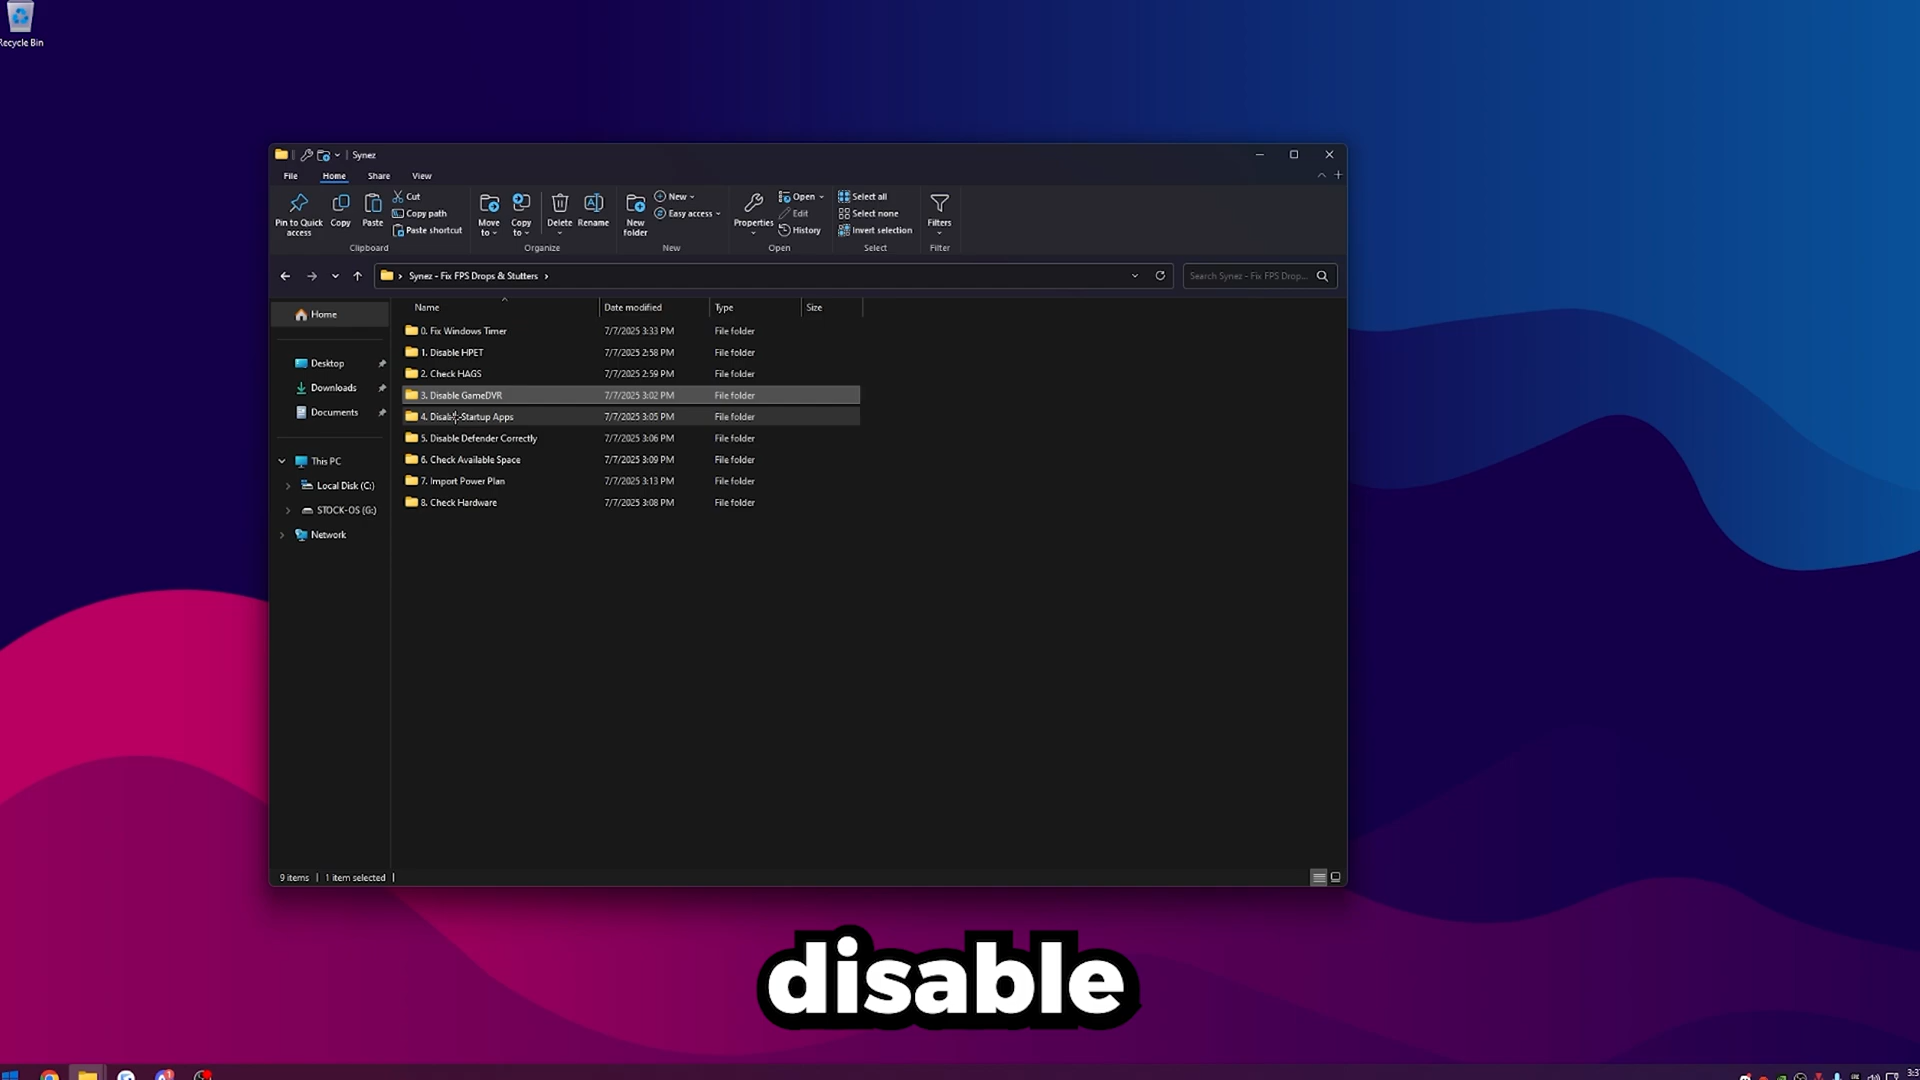 Recycle Bin
Synez
File Home Share View
Pin to Quick access
Copy
Paste
Cut
Copy path
Paste shortcut
Move to
Copy to
Delete
Rename
New folder
New
Easy access
Properties
Open
Edit
History
Select all
Select none
Invert selection
Filters
Clipboard Organize New Open Select Filter
Synez - Fix FPS Drops & Stutters
Search Synez - Fix FPS Drop...
Home
Desktop
Downloads
Documents
This PC
Local Disk (C:)
STOCK-OS (G:)
Network
Name Date modified Type Size
0. Fix Windows Timer 7/7/2025 3:33 PM File folder
1. Disable HPET 7/7/2025 2:58 PM File folder
2. Check HAGS 7/7/2025 2:59 PM File folder
3. Disable GameDVR 7/7/2025 3:02 PM File folder
4. Disable Startup Apps 7/7/2025 3:05 PM File folder
5. Disable Defender Correctly 7/7/2025 3:06 PM File folder
6. Check Available Space 7/7/2025 3:09 PM File folder
7. Import Power Plan 7/7/2025 3:13 PM File folder
8. Check Hardware 7/7/2025 3:08 PM File folder
9 items 1 item selected
disable